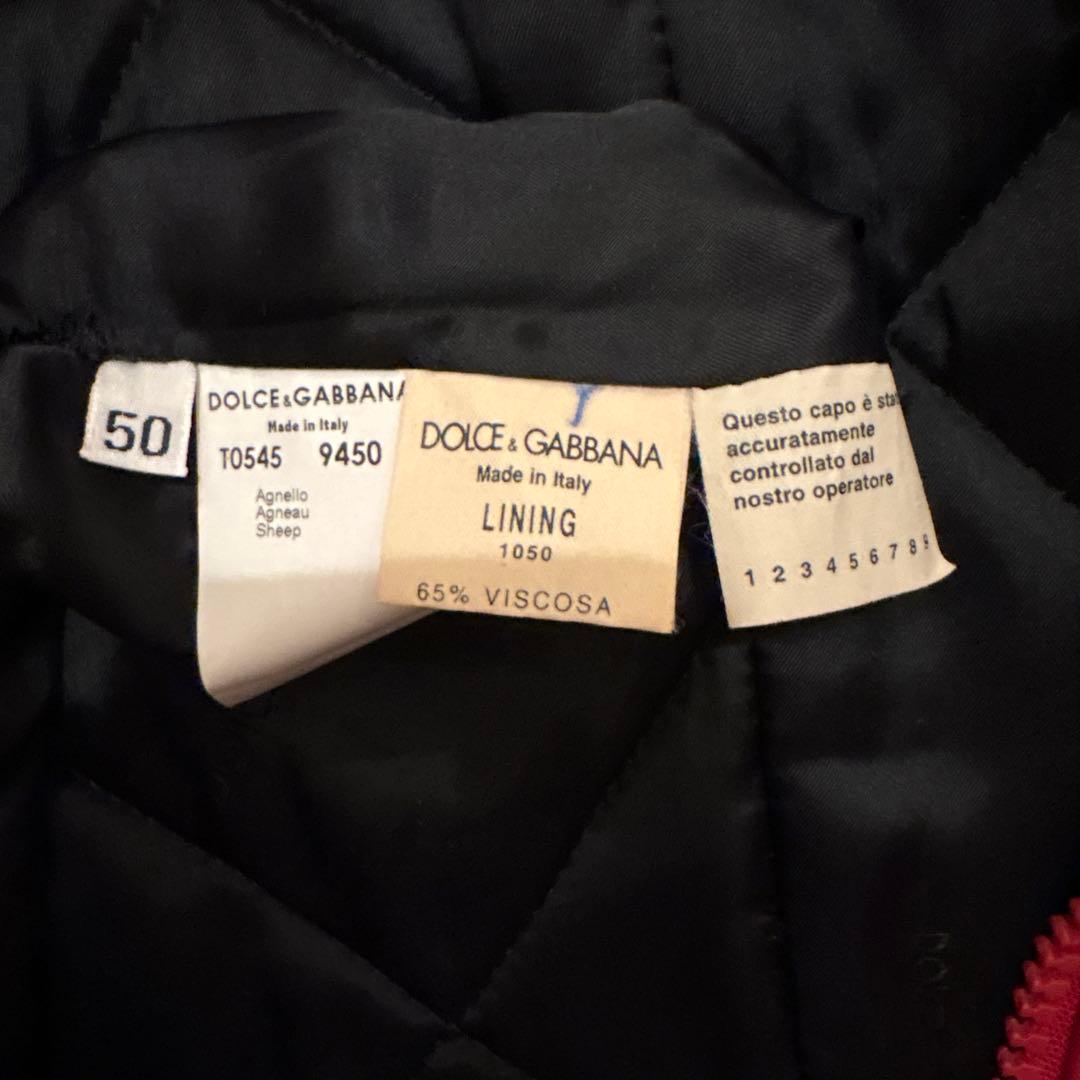 50
DOLCE&GABBANA
Made in Italy
T0545 9450
Agnello
Agneau
Sheep
DOLCE & GABBANA
Made in Italy
LINING
1050
65% VISCOSA
Questo capo è sta
accuratamente
controllato dal
nostro operatore
1 2 3 4 5 6 7 8 9